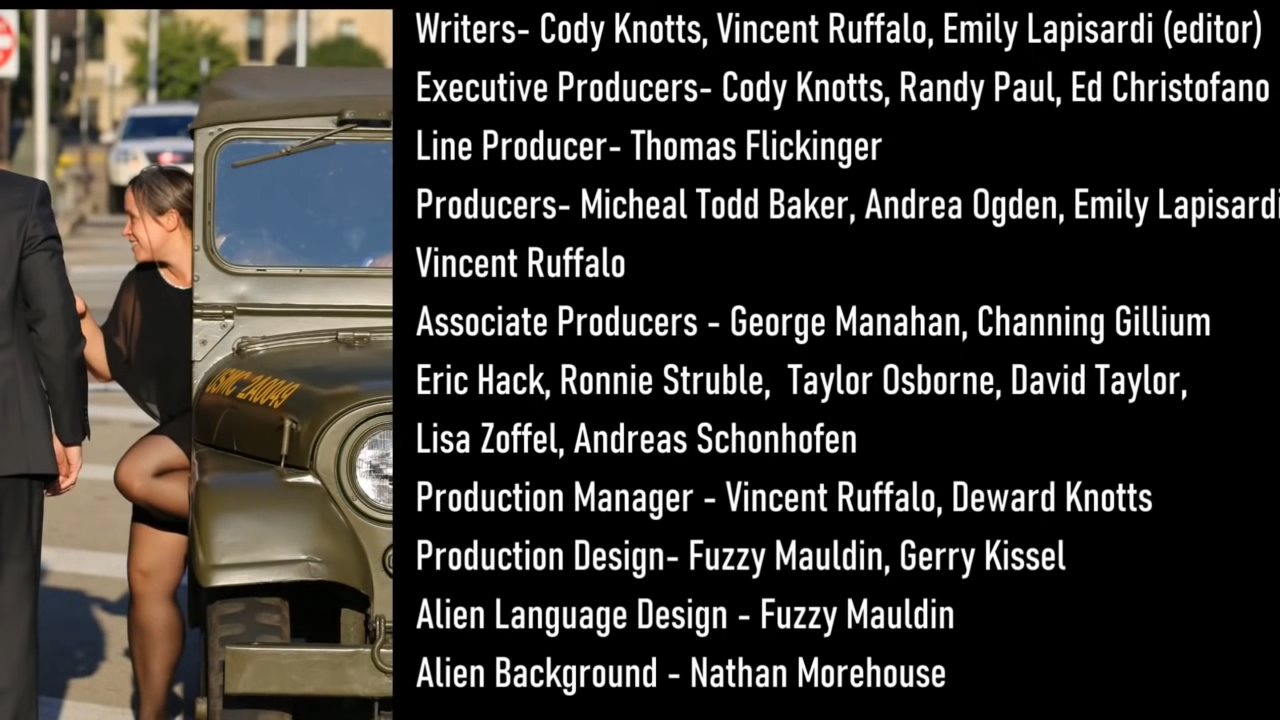 Writers- Cody Knotts, Vincent Ruffalo, Emily Lapisardi (editor)
Executive Producers- Cody Knotts, Randy Paul, Ed Christofano
Line Producer- Thomas Flickinger
Producers- Micheal Todd Baker, Andrea Ogden, Emily Lapisardi
Vincent Ruffalo
Associate Producers - George Manahan, Channing Gillium
Eric Hack, Ronnie Struble, Taylor Osborne, David Taylor,
Lisa Zoffel, Andreas Schonhofen
Production Manager - Vincent Ruffalo, Deward Knotts
Production Design- Fuzzy Mauldin, Gerry Kissel
Alien Language Design - Fuzzy Mauldin
Alien Background - Nathan Morehouse
USMC 2A0049